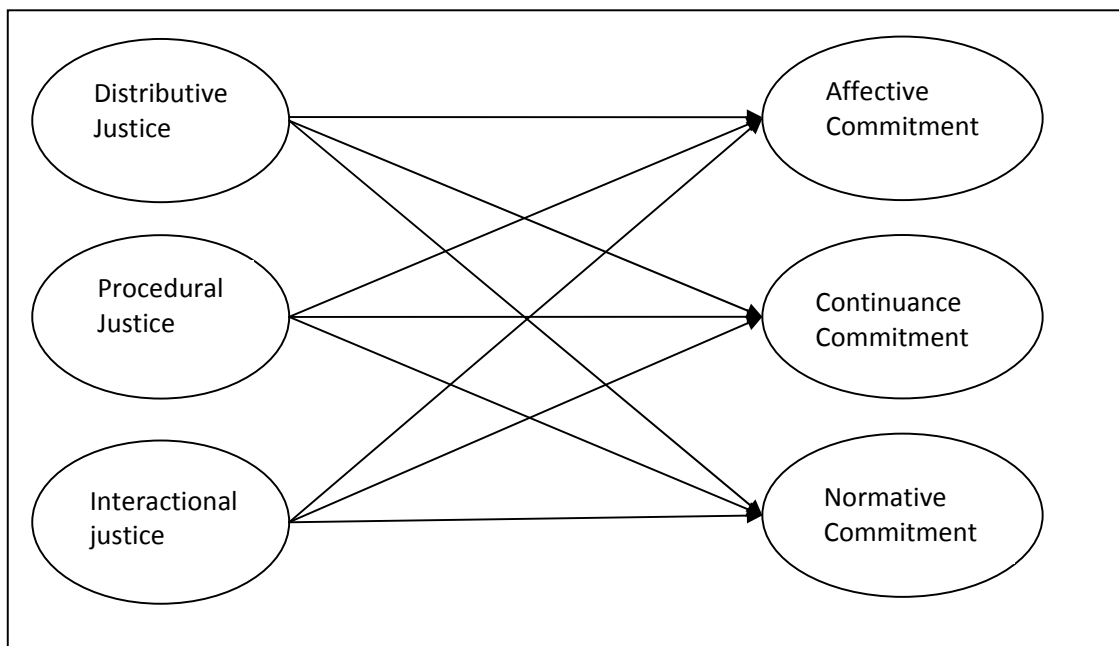 Distributive
Justice
Affective
Commitment
Procedural
Justice
Continuance
Commitment
Interactional
justice
Normative
Commitment